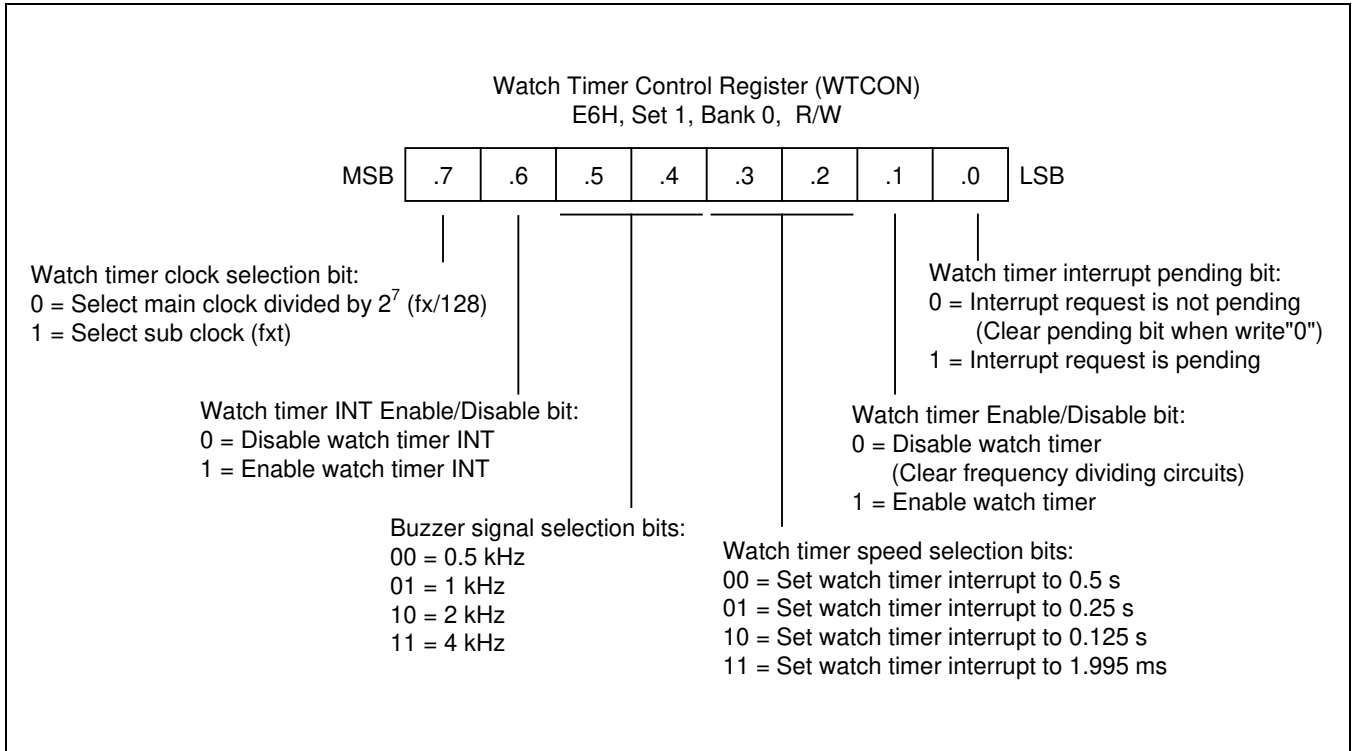 Watch Timer Control Register (WTCON)
E6H, Set 1, Bank 0, R/W
MSB .7 .6 .5 .4 .3 .2 .1 .0 LSB
Watch timer clock selection bit:
0 = Select main clock divided by 2⁷ (fx/128)
1 = Select sub clock (fxt)
Watch timer interrupt pending bit:
0 = Interrupt request is not pending
(Clear pending bit when write"0")
1 = Interrupt request is pending
Watch timer INT Enable/Disable bit:
0 = Disable watch timer INT
1 = Enable watch timer INT
Watch timer Enable/Disable bit:
0 = Disable watch timer
(Clear frequency dividing circuits)
1 = Enable watch timer
Buzzer signal selection bits:
00 = 0.5 kHz
01 = 1 kHz
10 = 2 kHz
11 = 4 kHz
Watch timer speed selection bits:
00 = Set watch timer interrupt to 0.5 s
01 = Set watch timer interrupt to 0.25 s
10 = Set watch timer interrupt to 0.125 s
11 = Set watch timer interrupt to 1.995 ms